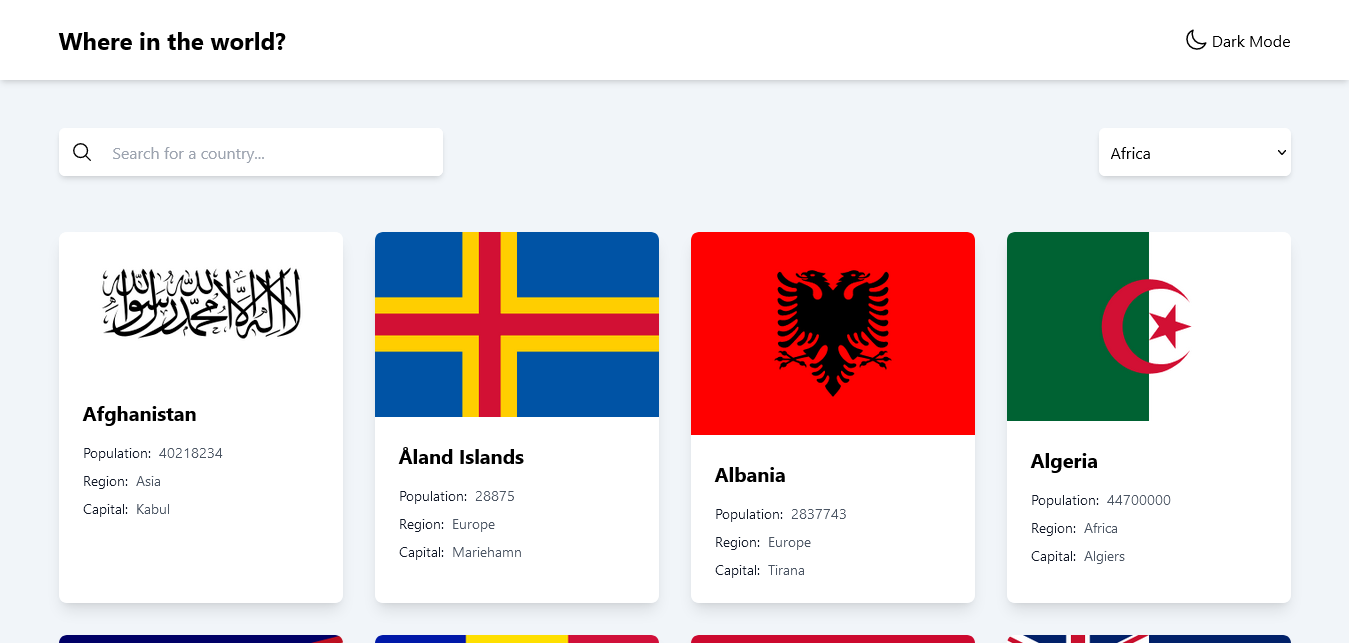 Where in the world?
Dark Mode
Search for a country...
Africa
لا إله إلا الله محمد رسول الله
Afghanistan
Population: 40218234
Region: Asia
Capital: Kabul
Åland Islands
Population: 28875
Region: Europe
Capital: Mariehamn
Albania
Population: 2837743
Region: Europe
Capital: Tirana
Algeria
Population: 44700000
Region: Africa
Capital: Algiers